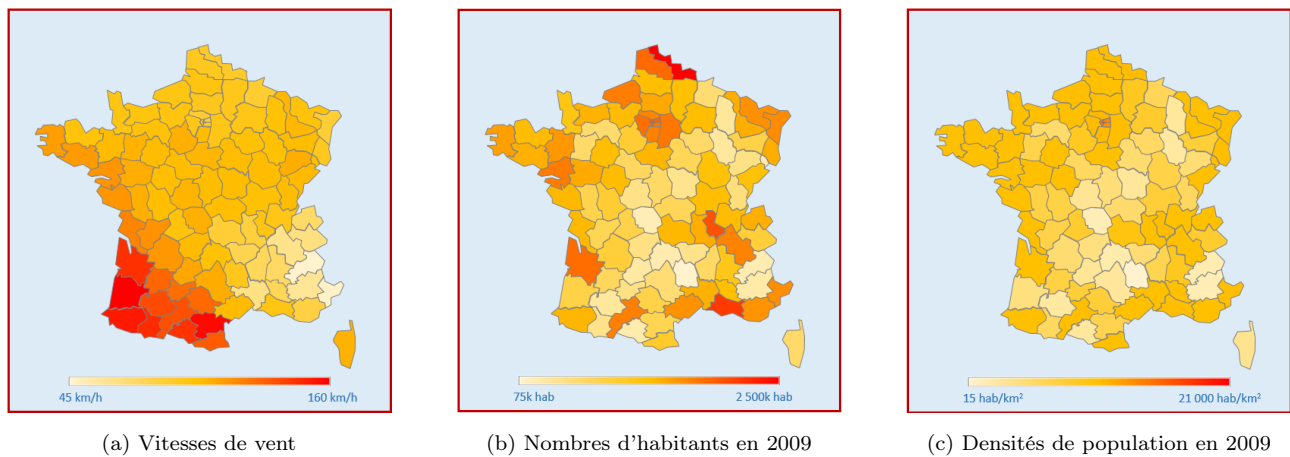 45 km/h 160 km/h
75k hab 2 500k hab
15 hab/km² 21 000 hab/km²
(a) Vitesses de vent
(b) Nombres d'habitants en 2009
(c) Densités de population en 2009